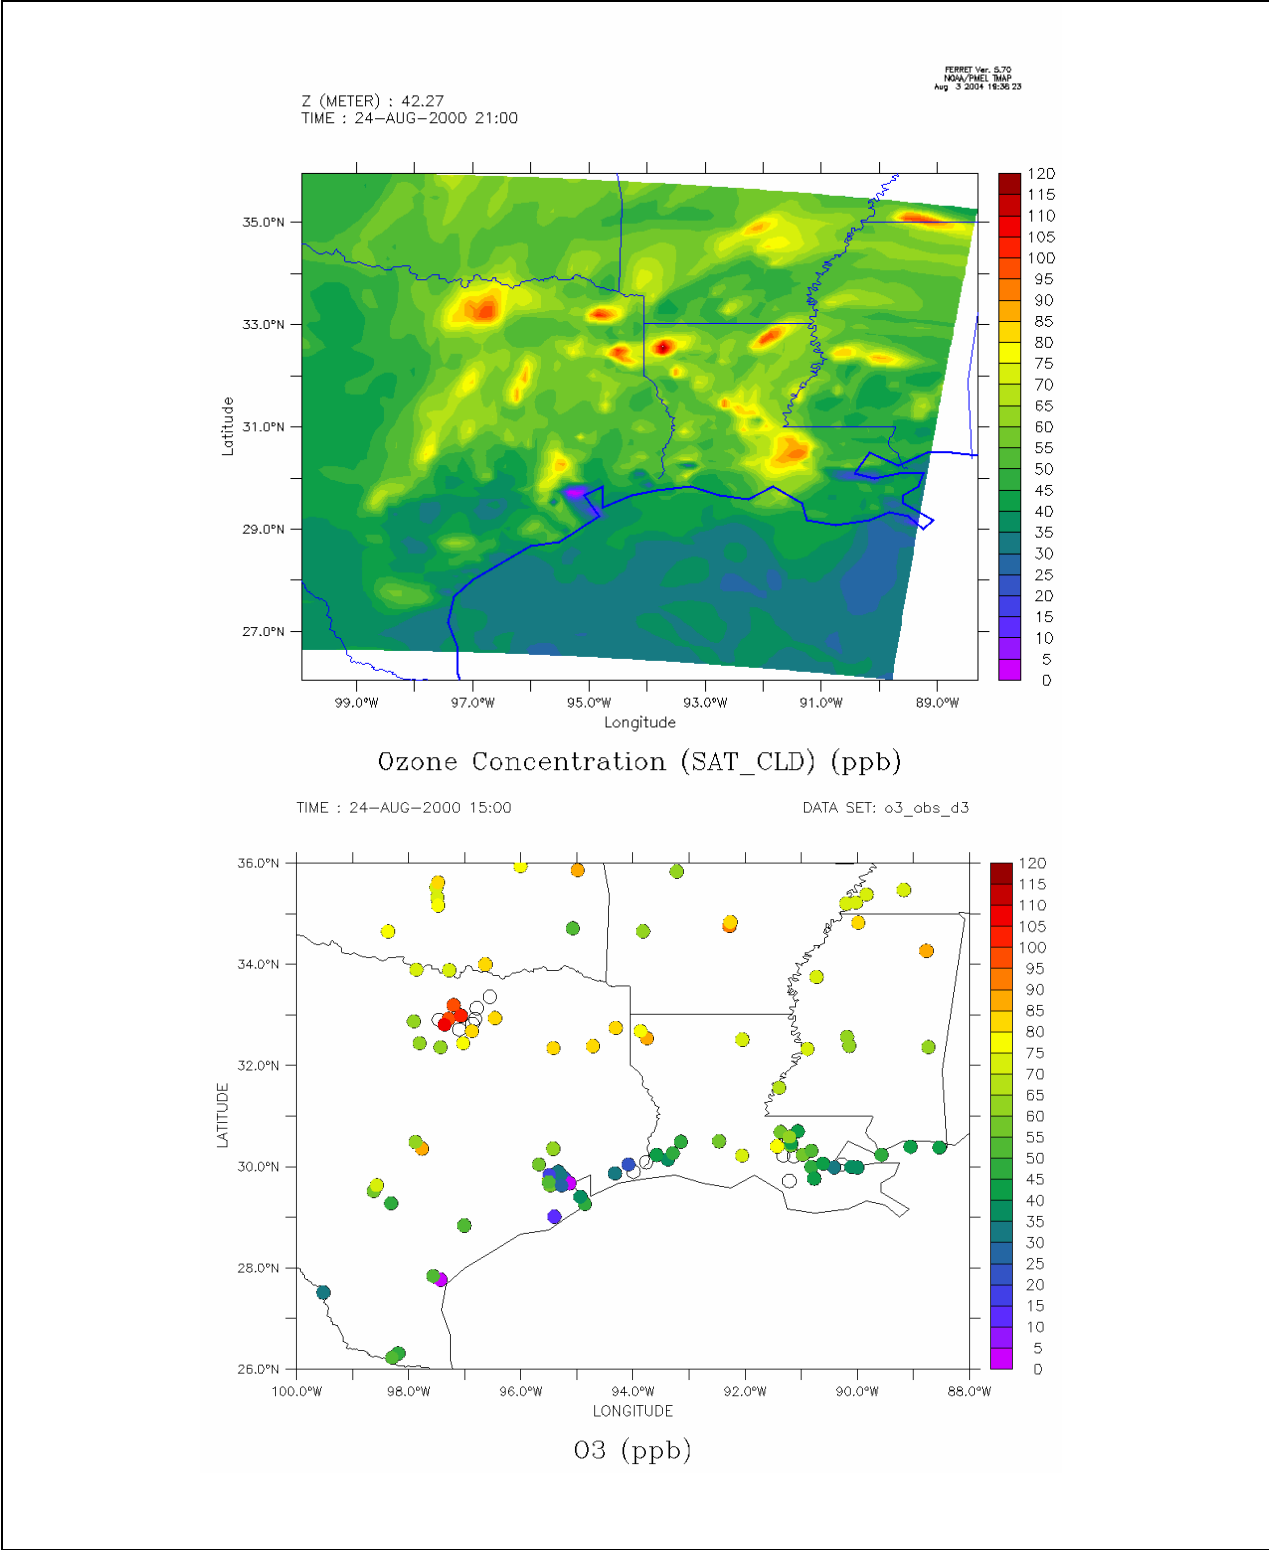 FERRET Ver. 5.70
NOAA/PMEL TMAP
Aug 3 2004 19:36:23
Z (METER) : 42.27
TIME : 24-AUG-2000 21:00
120
115
110
105
100
95
90
85
80
75
70
65
60
55
50
45
40
35
30
25
20
15
10
5
0
35.0°N
33.0°N
31.0°N
29.0°N
27.0°N
Latitude
99.0°W 97.0°W 95.0°W 93.0°W 91.0°W 89.0°W
Longitude
Ozone Concentration (SAT_CLD) (ppb)
TIME : 24-AUG-2000 15:00 DATA SET: o3_obs_d3
120
115
110
105
100
95
90
85
80
75
70
65
60
55
50
45
40
35
30
25
20
15
10
5
0
36.0°N
34.0°N
32.0°N
30.0°N
28.0°N
26.0°N
LATITUDE
100.0°W 98.0°W 96.0°W 94.0°W 92.0°W 90.0°W 88.0°W
LONGITUDE
O3 (ppb)